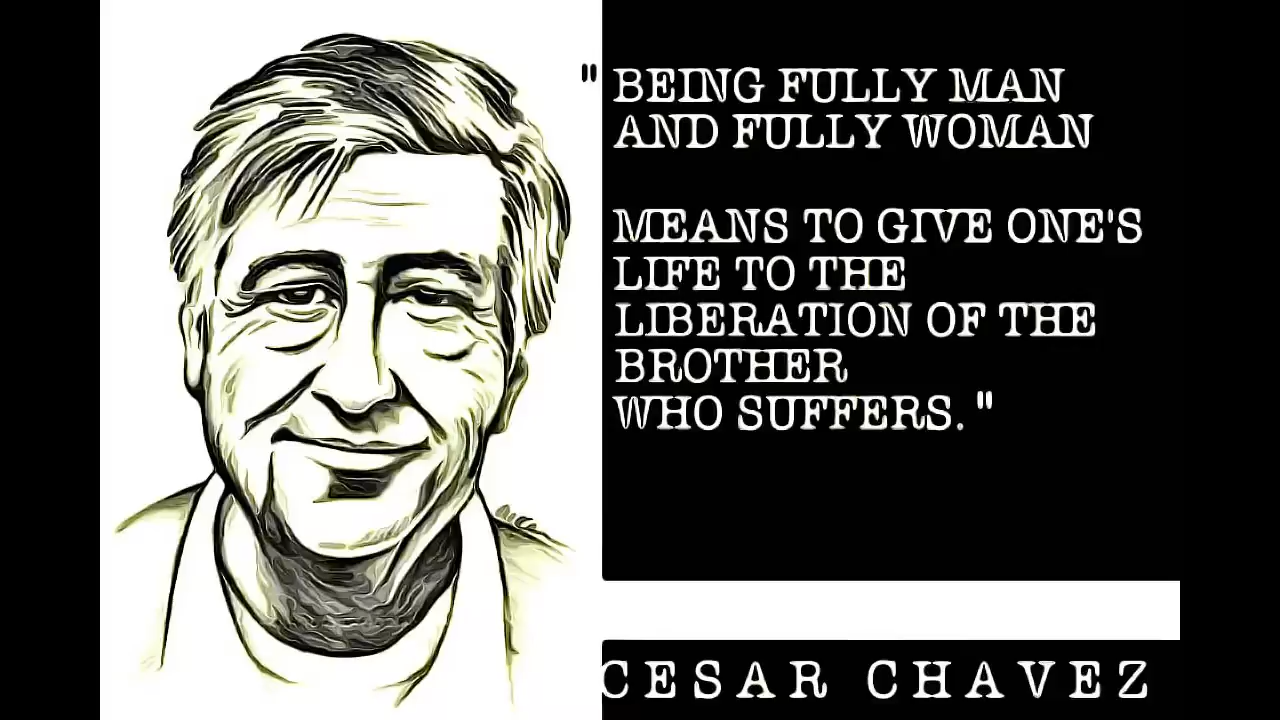 " BEING FULLY MAN
AND FULLY WOMAN
MEANS TO GIVE ONE'S
LIFE TO THE
LIBERATION OF THE
BROTHER
WHO SUFFERS. "
CESAR CHAVEZ